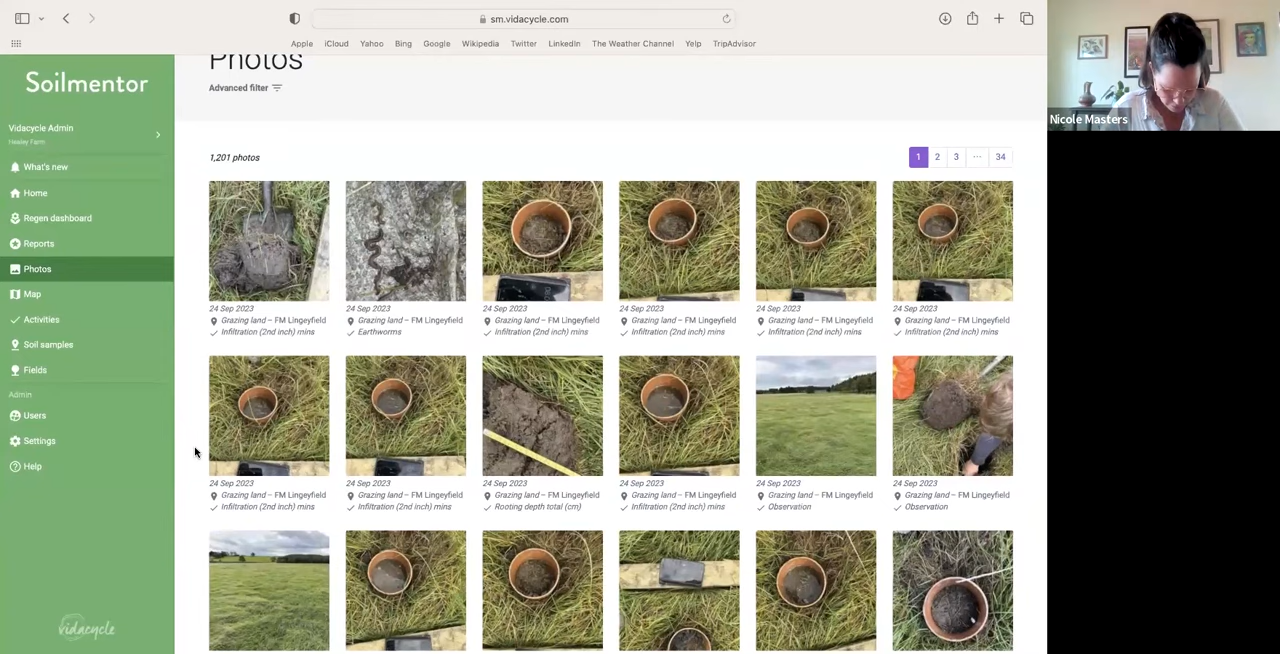 sm.vidacycle.com
Apple iCloud Yahoo Bing Google Wikipedia Twitter LinkedIn The Weather Channel Yelp TripAdvisor
Soilmentor
Vidacycle Admin
Healey Farm
What's new
Home
Regen dashboard
Reports
Photos
Map
Activities
Soil samples
Fields
Admin
Users
Settings
Help
vidacycle
Photos
Advanced filter
1,201 photos
1 2 3 ... 34
24 Sep 2023 24 Sep 2023 24 Sep 2023 24 Sep 2023 24 Sep 2023 24 Sep 2023
Grazing land – FM Lingeyfield Grazing land – FM Lingeyfield Grazing land – FM Lingeyfield Grazing land – FM Lingeyfield Grazing land – FM Lingeyfield Grazing land – FM Lingeyfield
Infiltration (2nd inch) mins Earthworms Infiltration (2nd inch) mins Infiltration (2nd inch) mins Infiltration (2nd inch) mins Infiltration (2nd inch) mins
24 Sep 2023 24 Sep 2023 24 Sep 2023 24 Sep 2023 24 Sep 2023 24 Sep 2023
Grazing land – FM Lingeyfield Grazing land – FM Lingeyfield Grazing land – FM Lingeyfield Grazing land – FM Lingeyfield Grazing land – FM Lingeyfield Grazing land – FM Lingeyfield
Infiltration (2nd inch) mins Infiltration (2nd inch) mins Rooting depth total (cm) Infiltration (2nd inch) mins Observation Observation
Nicole Masters